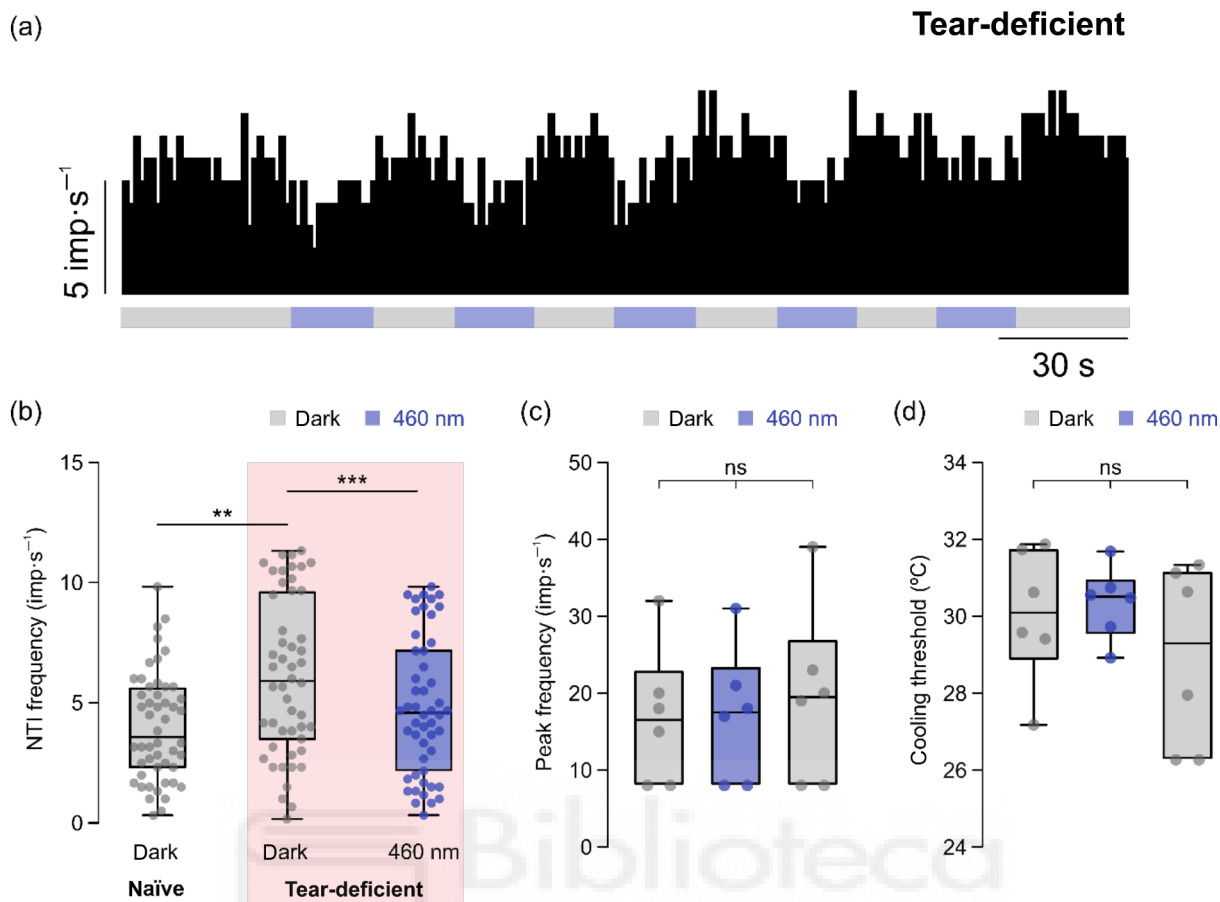 (a)
Tear-deficient
5 imp·s⁻¹
30 s
(b)
Dark 460 nm
NTI frequency (imp·s⁻¹)
15
10
5
0
**
***
Dark Dark 460 nm
Naïve Tear-deficient
(c)
Dark 460 nm
Peak frequency (imp·s⁻¹)
50
40
30
20
10
0
ns
(d)
Dark 460 nm
Cooling threshold (ºC)
34
32
30
28
26
24
ns
Biblioteca